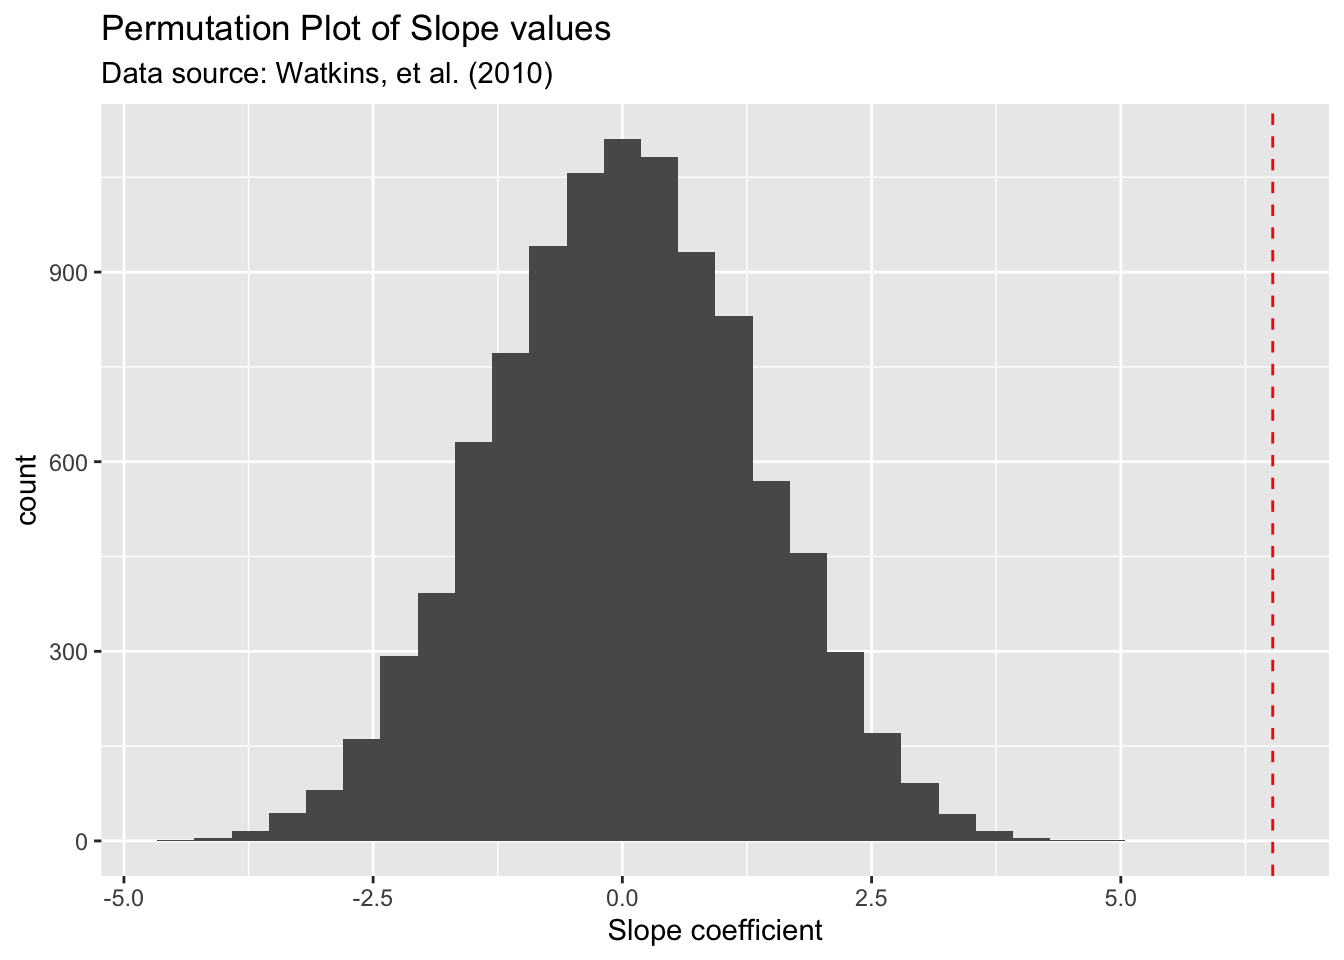 Permutation Plot of Slope values
Data source: Watkins, et al. (2010)
count
900
600
300
0
-5.0
-2.5
0.0
2.5
5.0
Slope coefficient